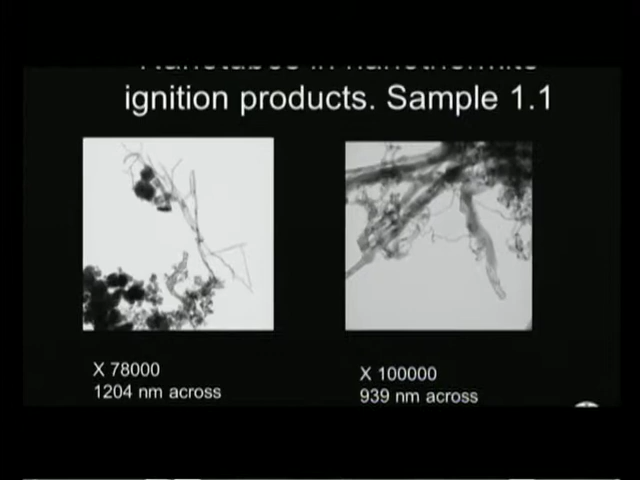 ignition products. Sample 1.1
X 78000
1204 nm across
X 100000
939 nm across